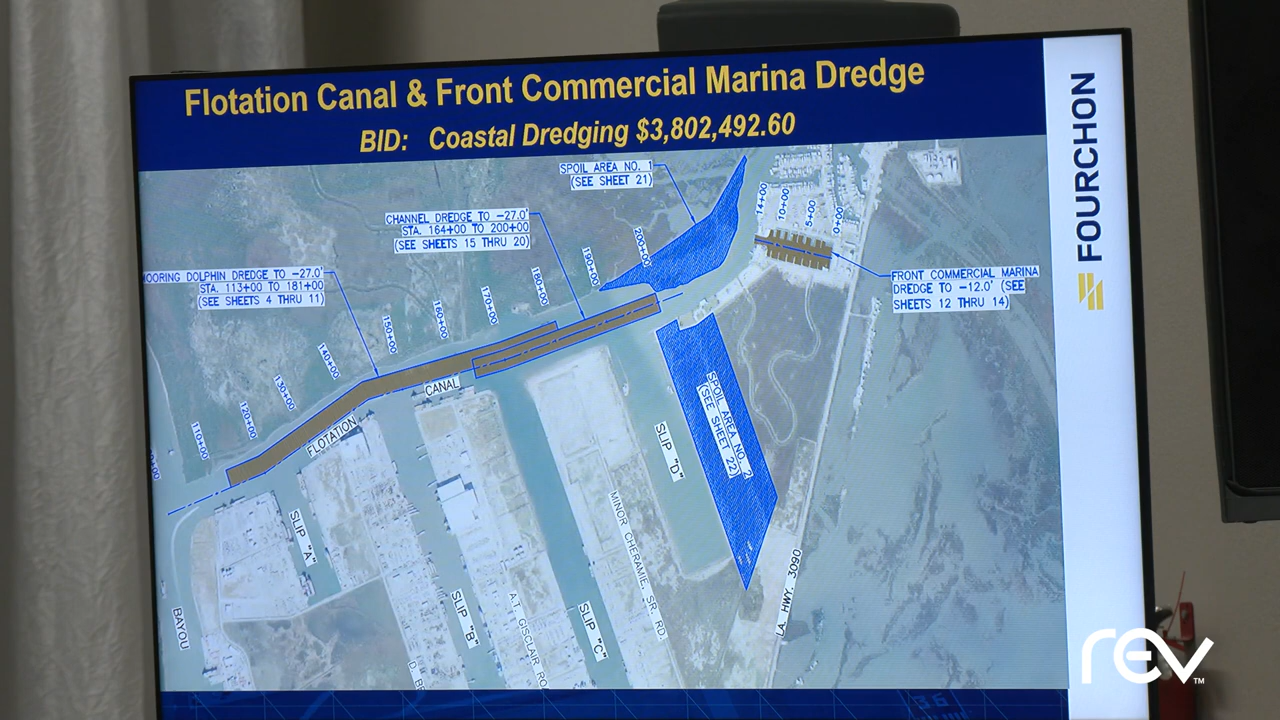 Flotation Canal & Front Commercial Marina Dredge
BID: Coastal Dredging $3,802,492.60
FOURCHON
SPOIL AREA NO. 1
(SEE SHEET 21)
CHANNEL DREDGE TO -27.0'
STA. 164+00 TO 200+00
(SEE SHEETS 15 THRU 20)
MOORING DOLPHIN DREDGE TO -27.0'
STA. 113+00 TO 181+00
(SEE SHEETS 4 THRU 11)
FRONT COMMERCIAL MARINA
DREDGE TO -12.0' (SEE
SHEETS 12 THRU 14)
14+00
10+00
5+00
0+00
200+00
190+00
180+00
170+00
160+00
150+00
140+00
130+00
120+00
110+00
FLOTATION
CANAL
SPOIL AREA NO. 2
(SEE SHEET 22)
SLIP "A"
SLIP "B"
SLIP "C"
SLIP "D"
BAYOU
A.T. GISCLAIR
MINOR CHERAMIE, SR. RD.
LA. HWY. 3090
rev™